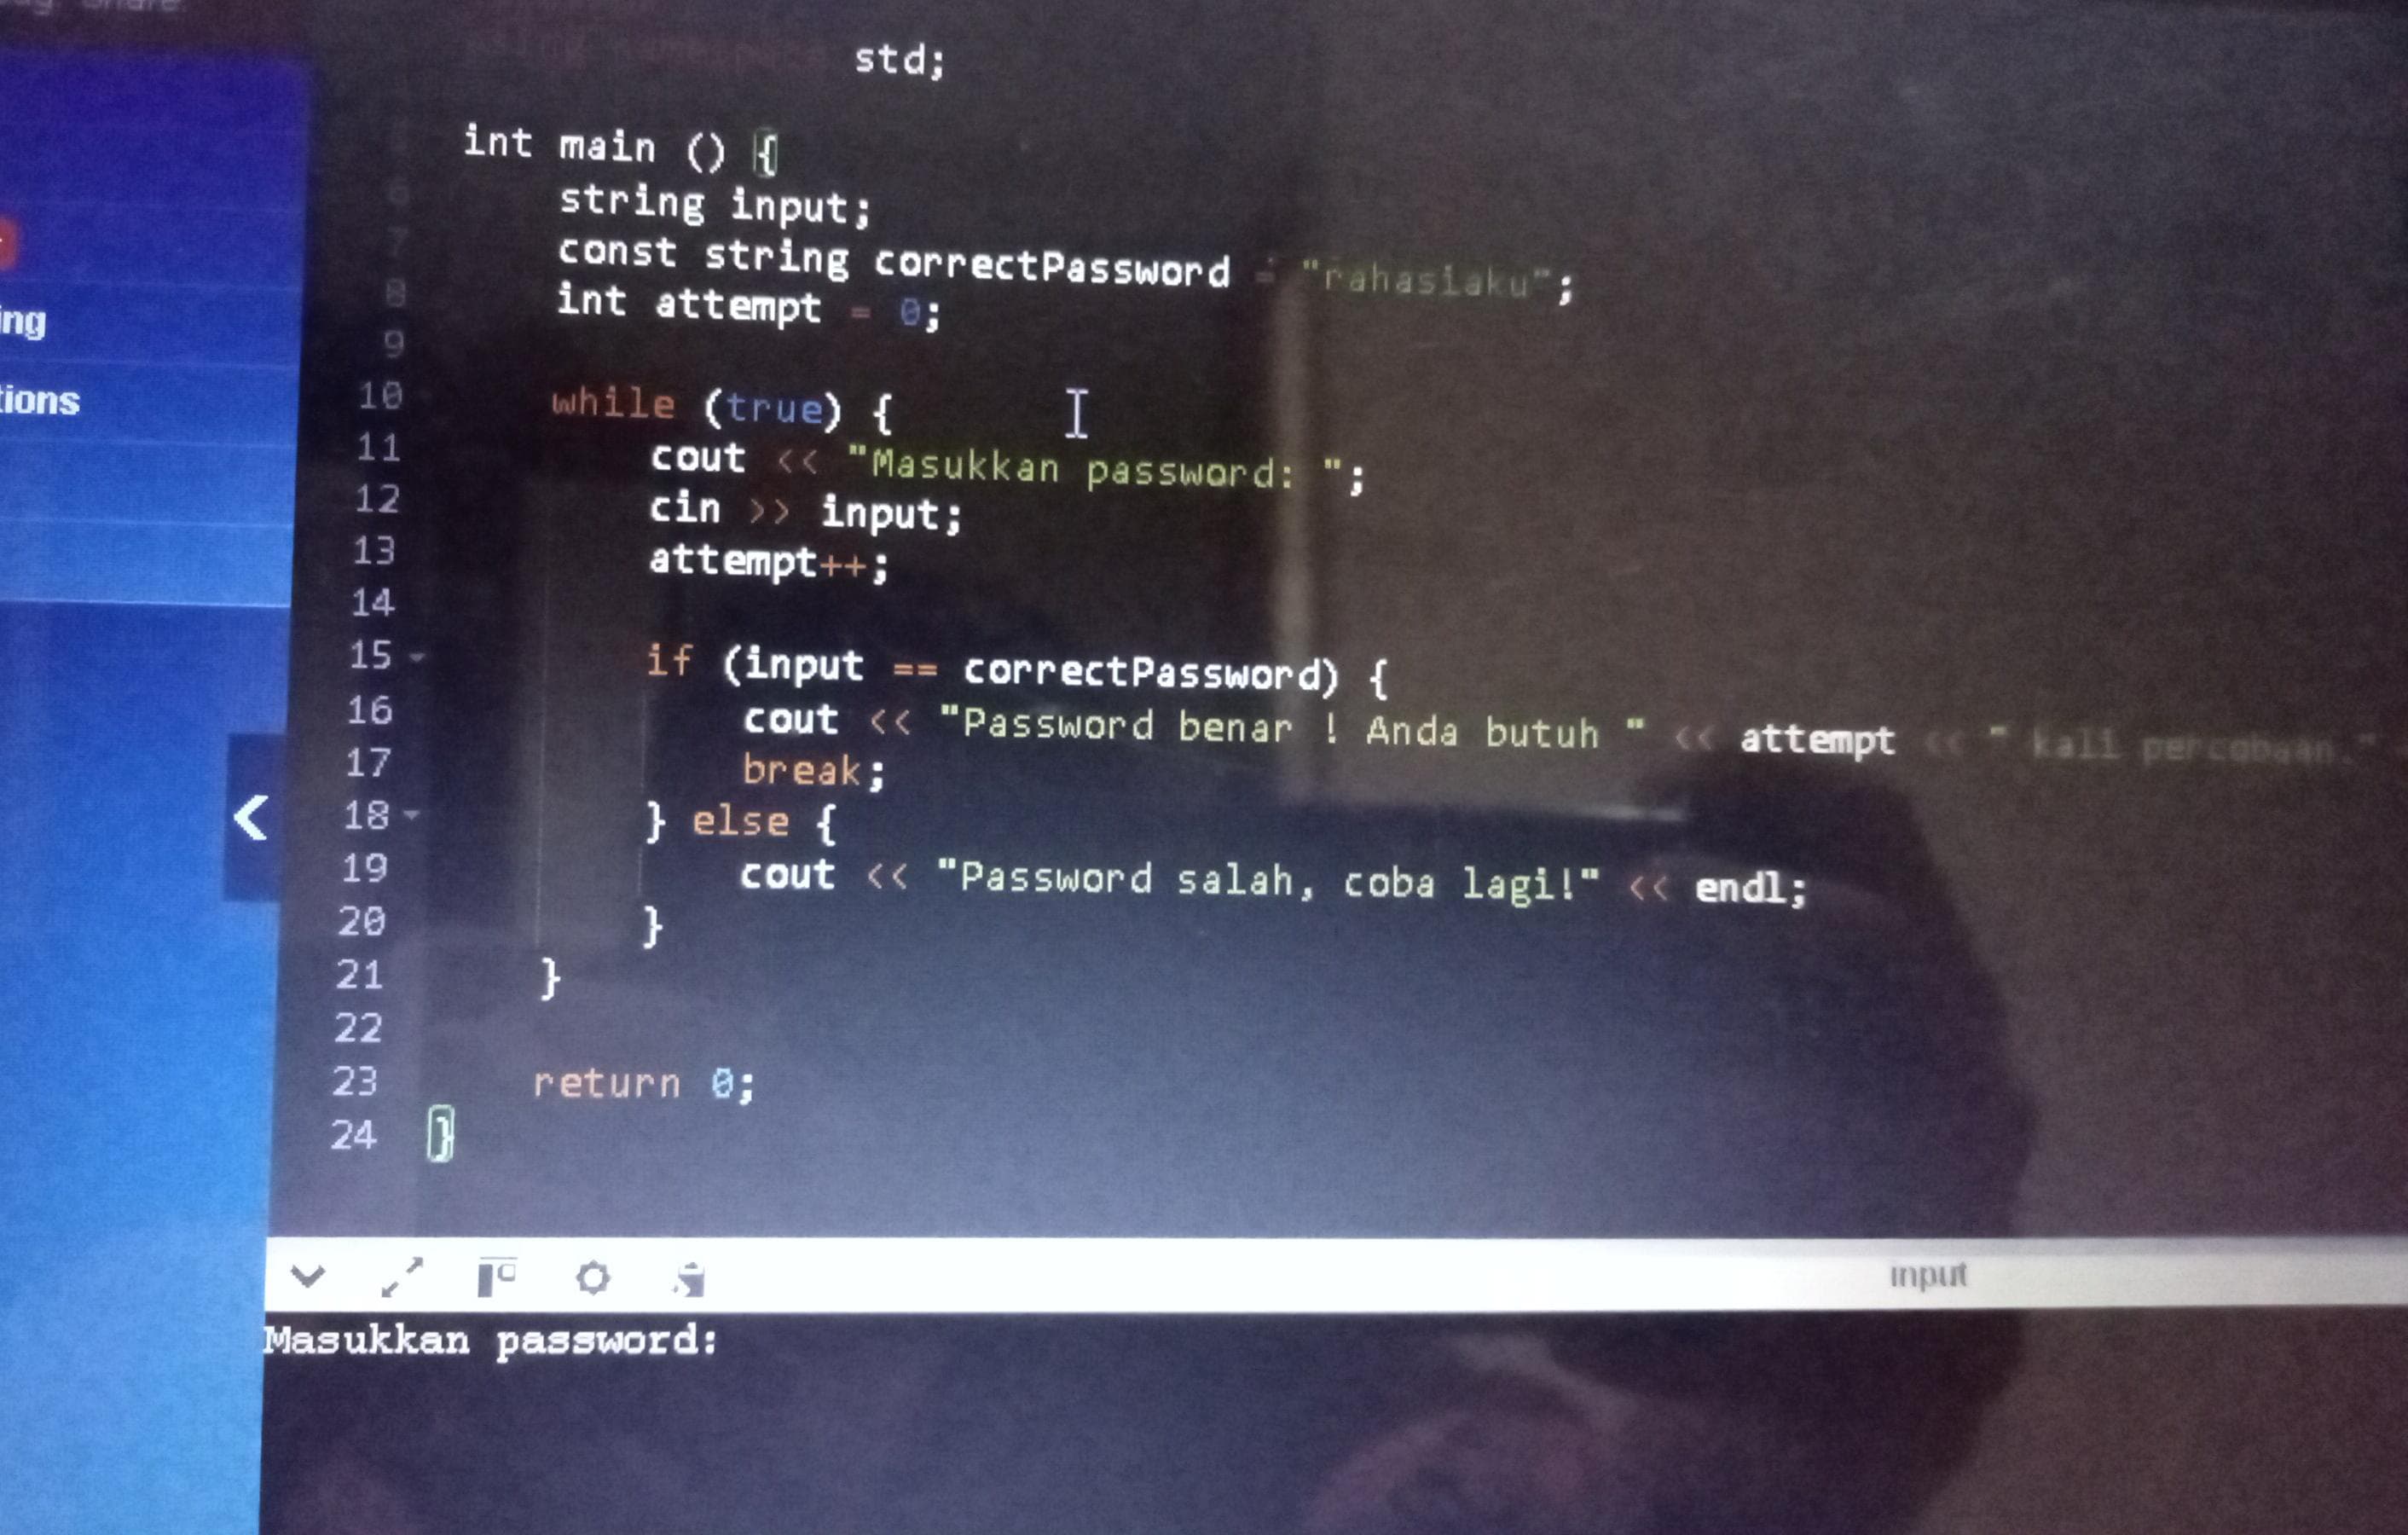 std;
int main () {
6
string input;
7
const string correctPassword = "rahasiaku";
8
int attempt = 0;
9
10
while (true) {
11
cout << "Masukkan password: ";
12
cin >> input;
13
attempt++;
14
15
if (input == correctPassword) {
16
cout << "Password benar ! Anda butuh " << attempt << " kali percobaan."
17
break;
18
} else {
19
cout << "Password salah, coba lagi!" << endl;
20
}
21
}
22
23
return 0;
24
}
ing
tions
input
Masukkan password: